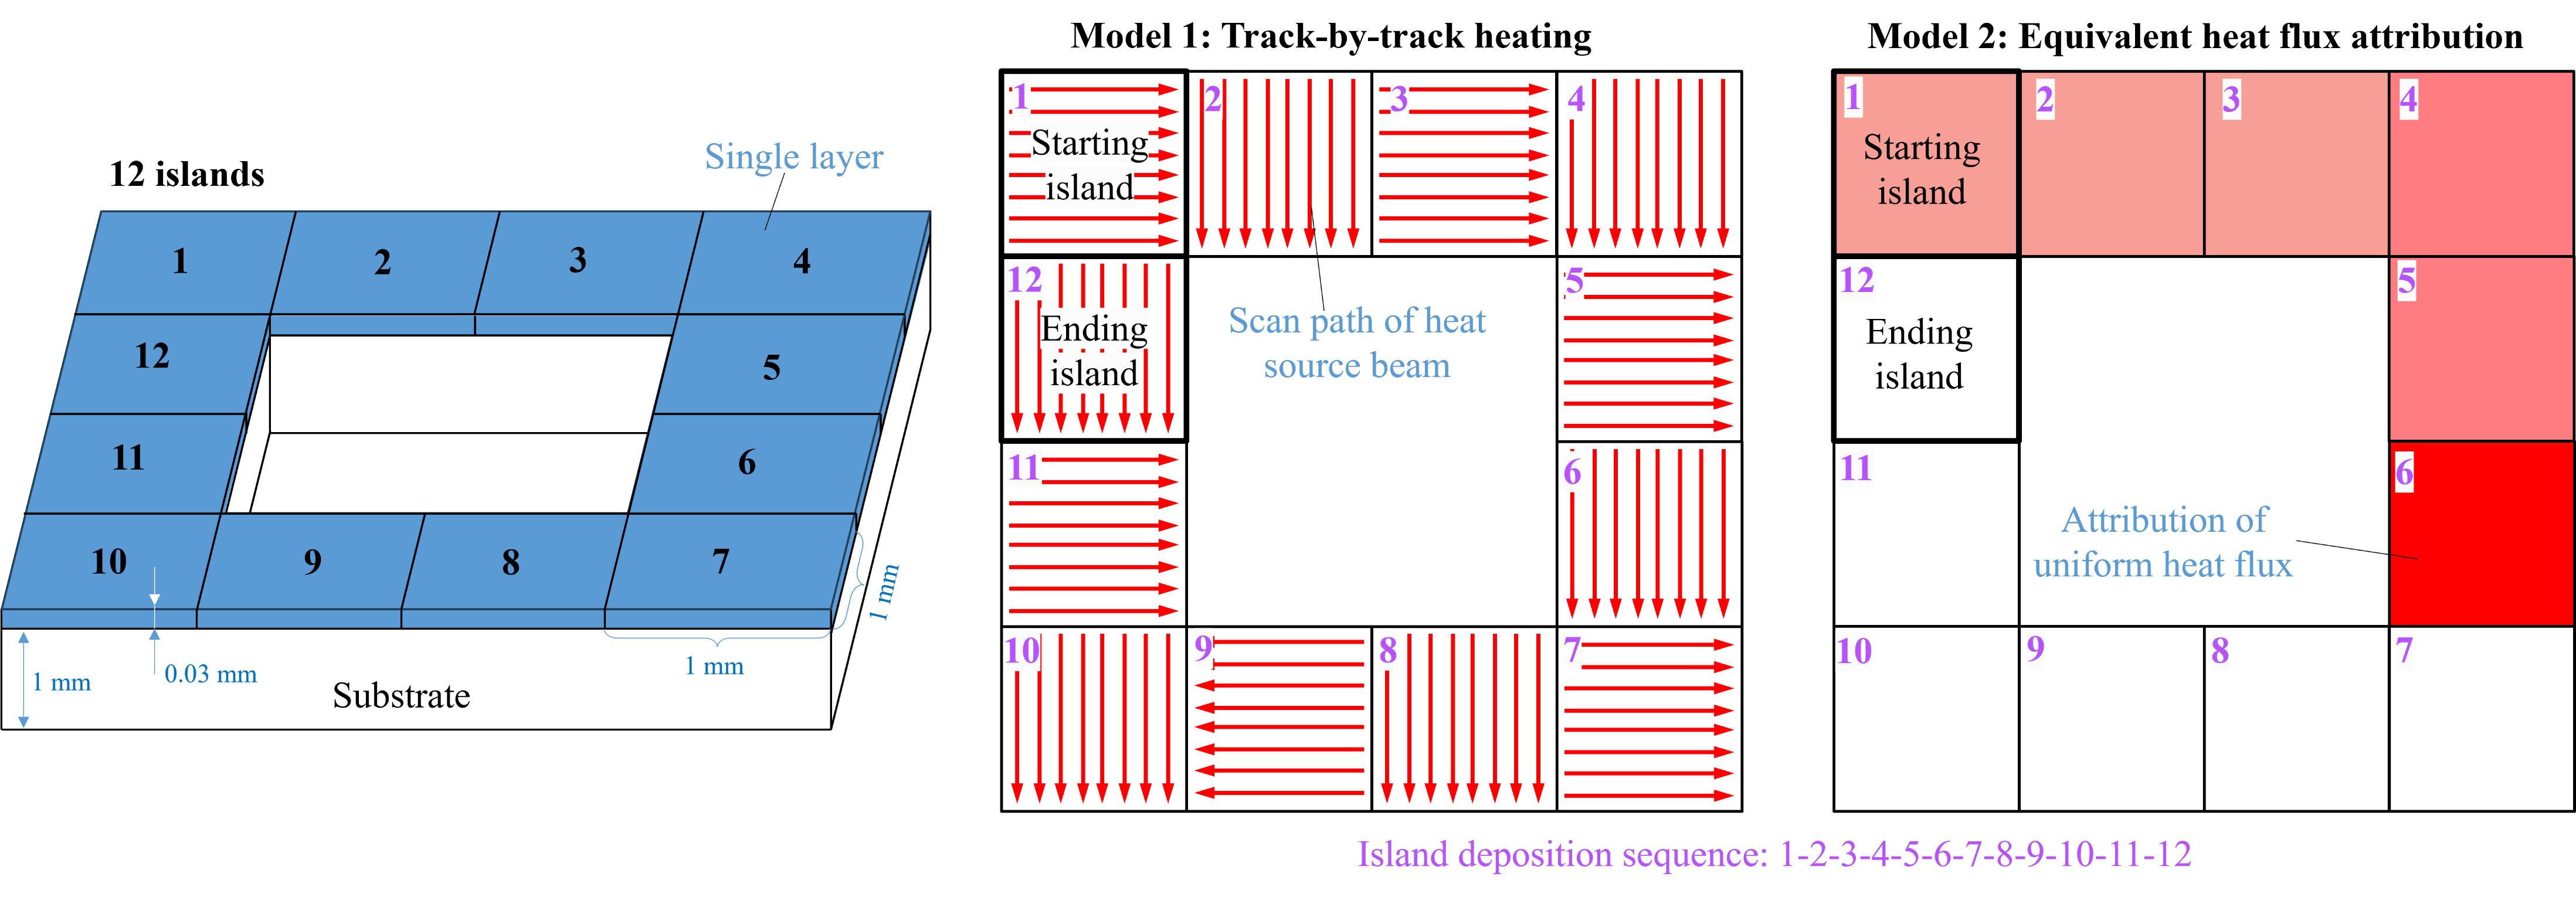 12 islands
Single layer
1
2
3
4
12
5
11
6
10
9
8
7
1 mm
1 mm
0.03 mm
1 mm
Substrate
Model 1: Track-by-track heating
1
2
3
4
Starting
island
12
5
Ending
island
Scan path of heat
source beam
11
6
10
9
8
7
Model 2: Equivalent heat flux attribution
1
2
3
4
Starting
island
12
5
Ending
island
11
6
Attribution of
uniform heat flux
10
9
8
7
Island deposition sequence: 1-2-3-4-5-6-7-8-9-10-11-12